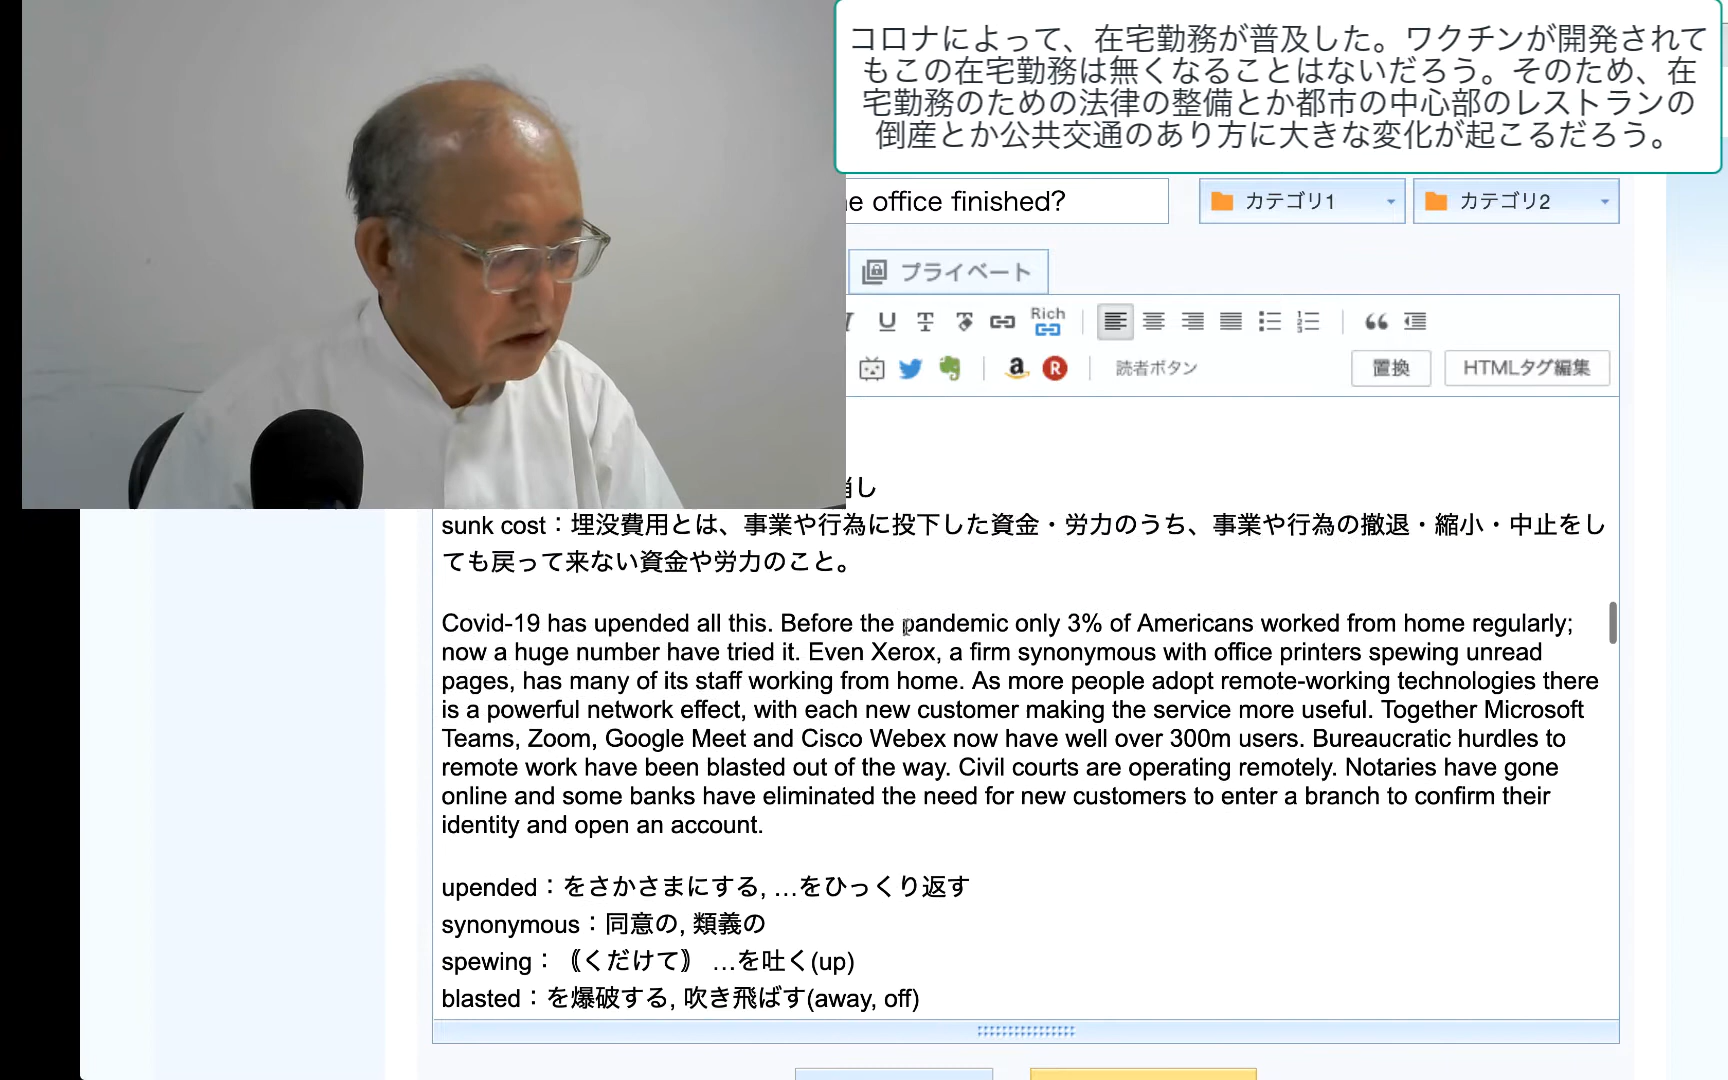 コロナによって、在宅勤務が普及した。ワクチンが開発されて
もこの在宅勤務は無くなることはないだろう。そのため、在
宅勤務のための法律の整備とか都市の中心部のレストランの
倒産とか公共交通のあり方に大きな変化が起こるだろう。
e office finished?
カテゴリ1
カテゴリ2
プライベート
Rich
読者ボタン
置換
HTMLタグ編集
し
sunk cost：埋没費用とは、事業や行為に投下した資金・労力のうち、事業や行為の撤退・縮小・中止をし
ても戻って来ない資金や労力のこと。
Covid-19 has upended all this. Before the pandemic only 3% of Americans worked from home regularly;
now a huge number have tried it. Even Xerox, a firm synonymous with office printers spewing unread
pages, has many of its staff working from home. As more people adopt remote-working technologies there
is a powerful network effect, with each new customer making the service more useful. Together Microsoft
Teams, Zoom, Google Meet and Cisco Webex now have well over 300m users. Bureaucratic hurdles to
remote work have been blasted out of the way. Civil courts are operating remotely. Notaries have gone
online and some banks have eliminated the need for new customers to enter a branch to confirm their
identity and open an account.
upended：をさかさまにする, …をひっくり返す
synonymous：同意の, 類義の
spewing：⦅くだけて⦆ …を吐く(up)
blasted：を爆破する, 吹き飛ばす(away, off)